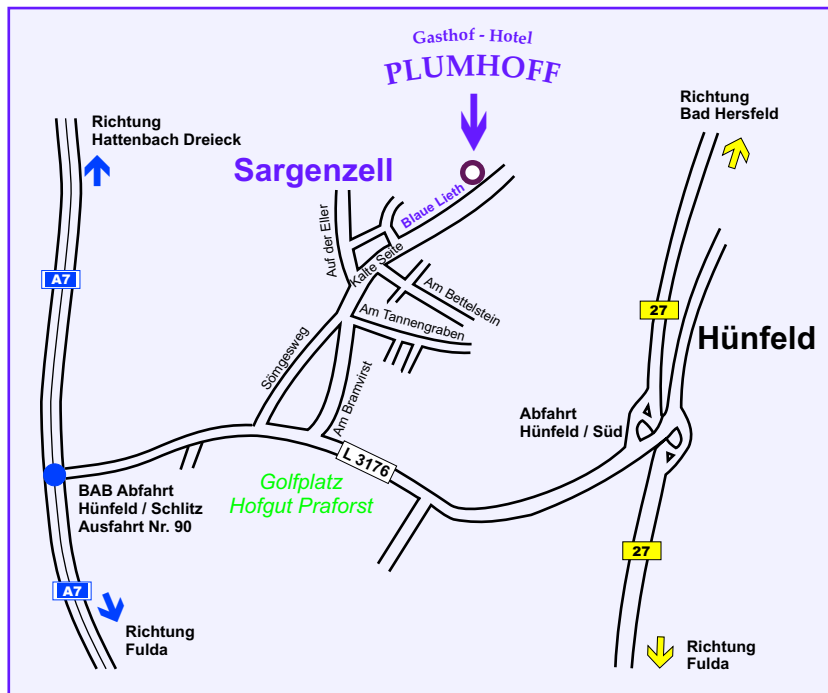 Gasthof - Hotel
PLUMHOFF
Richtung
Bad Hersfeld
Richtung
Hattenbach Dreieck
Sargenzell
Blaue Lieth
Auf der Eller
Kalte Seite
A7
Am Bettelstein
27
Am Tannengraben
Hünfeld
Sömgesweg
Am Bramvirst
Abfahrt
Hünfeld / Süd
L 3176
Golfplatz
Hofgut Praforst
BAB Abfahrt
Hünfeld / Schlitz
Ausfahrt Nr. 90
27
A7
Richtung
Fulda
Richtung
Fulda